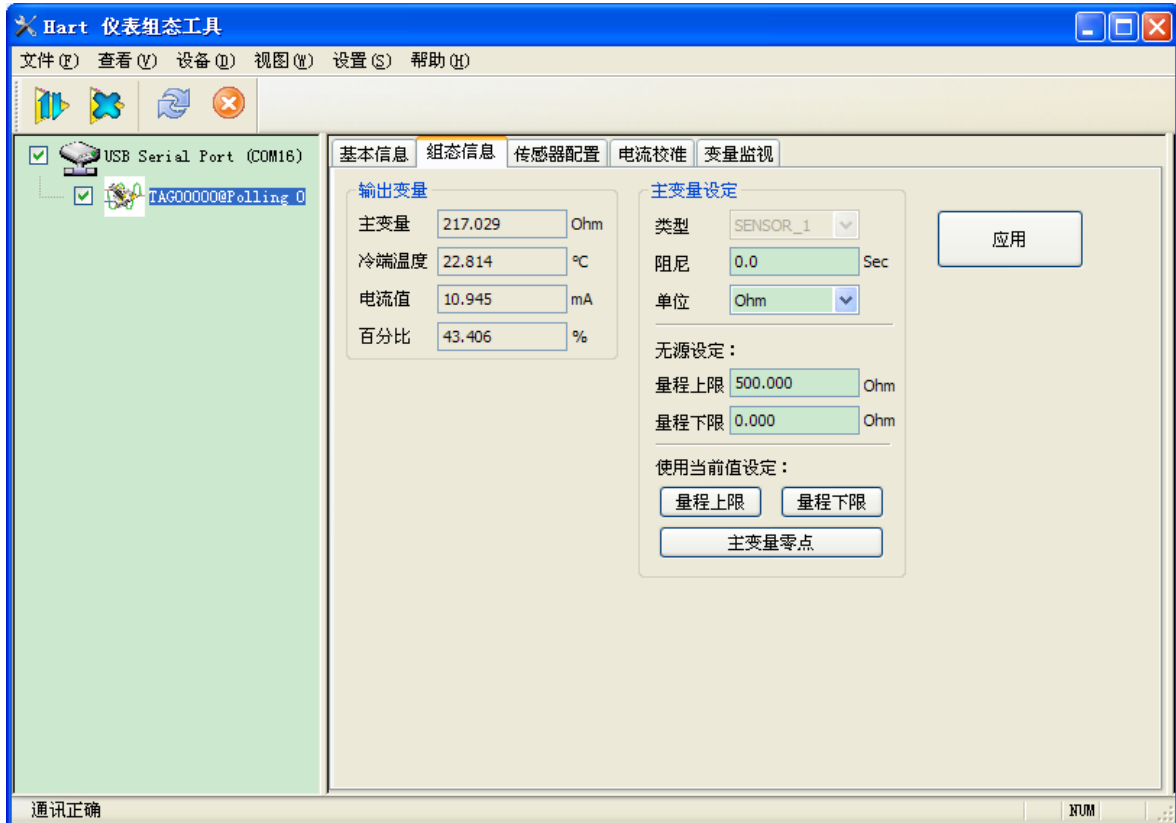 Hart 仪表组态工具
文件(F) 查看(V) 设备(D) 视图(W) 设置(S) 帮助(H)
USB Serial Port (COM16)
TAG00000@Polling 0
基本信息 组态信息 传感器配置 电流校准 变量监视
输出变量
主变量 217.029 Ohm
冷端温度 22.814 ℃
电流值 10.945 mA
百分比 43.406 %
主变量设定
类型 SENSOR_1
阻尼 0.0 Sec
单位 Ohm
无源设定：
量程上限 500.000 Ohm
量程下限 0.000 Ohm
使用当前值设定：
量程上限 量程下限
主变量零点
应用
通讯正确 NUM